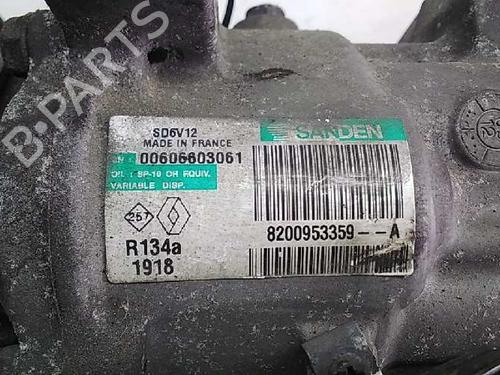 B-PARTS
SD6V12
MADE IN FRANCE
SANDEN
S/N : 00606603061
OIL : SP-10 OR EQUIV.
VARIABLE DISP.
257
R134a
1918
8200953359--A